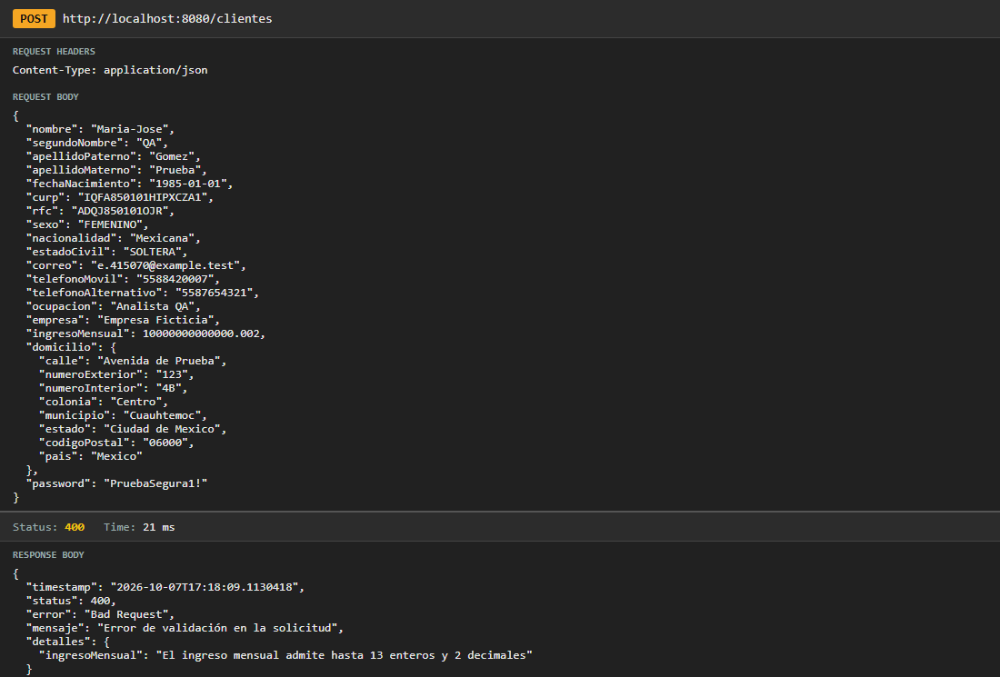 POST http://localhost:8080/clientes
REQUEST HEADERS
Content-Type: application/json
REQUEST BODY
{
  "nombre": "Maria-Jose",
  "segundoNombre": "QA",
  "apellidoPaterno": "Gomez",
  "apellidoMaterno": "Prueba",
  "fechaNacimiento": "1985-01-01",
  "curp": "IQFA850101HIPXCZA1",
  "rfc": "ADQJ850101OJR",
  "sexo": "FEMENINO",
  "nacionalidad": "Mexicana",
  "estadoCivil": "SOLTERA",
  "correo": "e.415070@example.test",
  "telefonoMovil": "5588420007",
  "telefonoAlternativo": "5587654321",
  "ocupacion": "Analista QA",
  "empresa": "Empresa Ficticia",
  "ingresoMensual": 10000000000000.002,
  "domicilio": {
    "calle": "Avenida de Prueba",
    "numeroExterior": "123",
    "numeroInterior": "4B",
    "colonia": "Centro",
    "municipio": "Cuauhtemoc",
    "estado": "Ciudad de Mexico",
    "codigoPostal": "06000",
    "pais": "Mexico"
  },
  "password": "PruebaSegura1!"
}
Status: 400 Time: 21 ms
RESPONSE BODY
{
  "timestamp": "2026-10-07T17:18:09.1130418",
  "status": 400,
  "error": "Bad Request",
  "mensaje": "Error de validación en la solicitud",
  "detalles": {
    "ingresoMensual": "El ingreso mensual admite hasta 13 enteros y 2 decimales"
  }